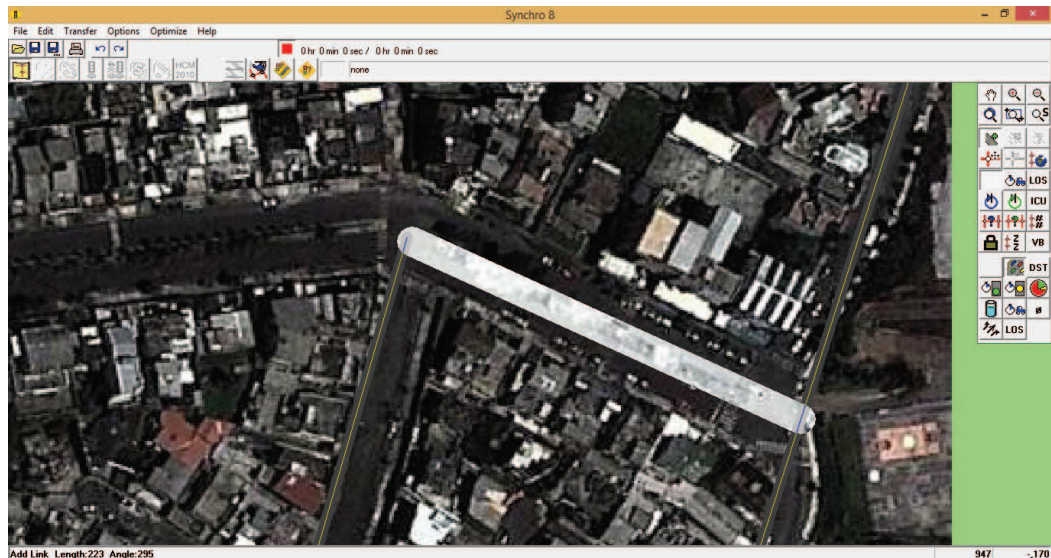 Synchro 8
File Edit Transfer Options Optimize Help
0 hr 0 min 0 sec / 0 hr 0 min 0 sec
HCM
2010
none
S
LOS
ICU
##
##
Z
Z
VB
DST
ø
LOS
Add Link Length:223 Angle:295
947
-,170